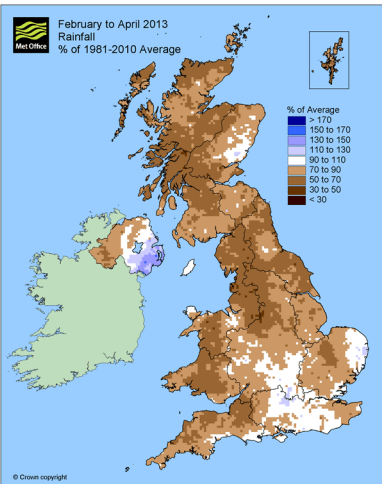 February to April 2013
Rainfall
% of 1981-2010 Average
Met Office
% of Average
> 170
150 to 170
130 to 150
110 to 130
90 to 110
70 to 90
50 to 70
30 to 50
< 30
© Crown copyright